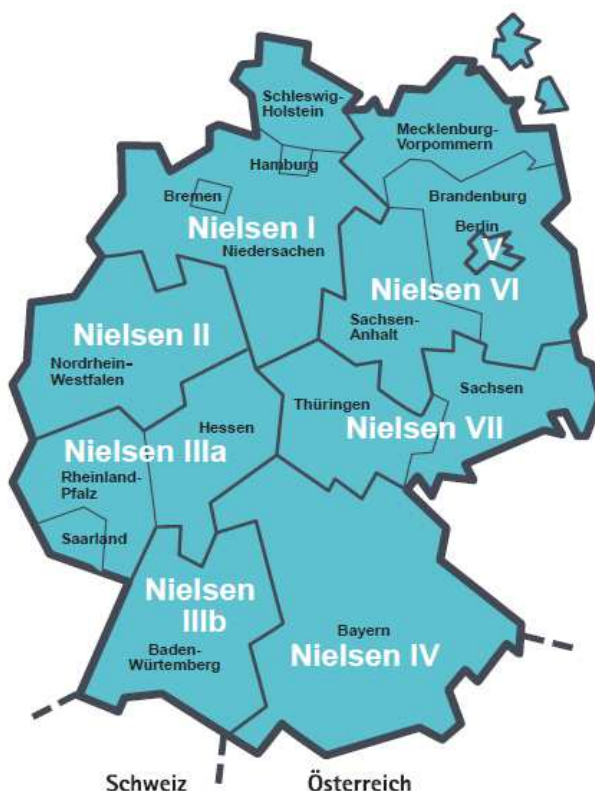 Schleswig-
Holstein
Mecklenburg-
Vorpommern
Hamburg
Bremen
Brandenburg
Nielsen I
Berlin
Niedersachen
V
Nielsen VI
Nielsen II
Sachsen-
Anhalt
Nordrhein-
Westfalen
Sachsen
Thüringen
Hessen
Nielsen VII
Nielsen IIIa
Rheinland-
Pfalz
Saarland
Nielsen
IIIb
Bayern
Nielsen IV
Baden-
Würtemberg
Schweiz
Österreich